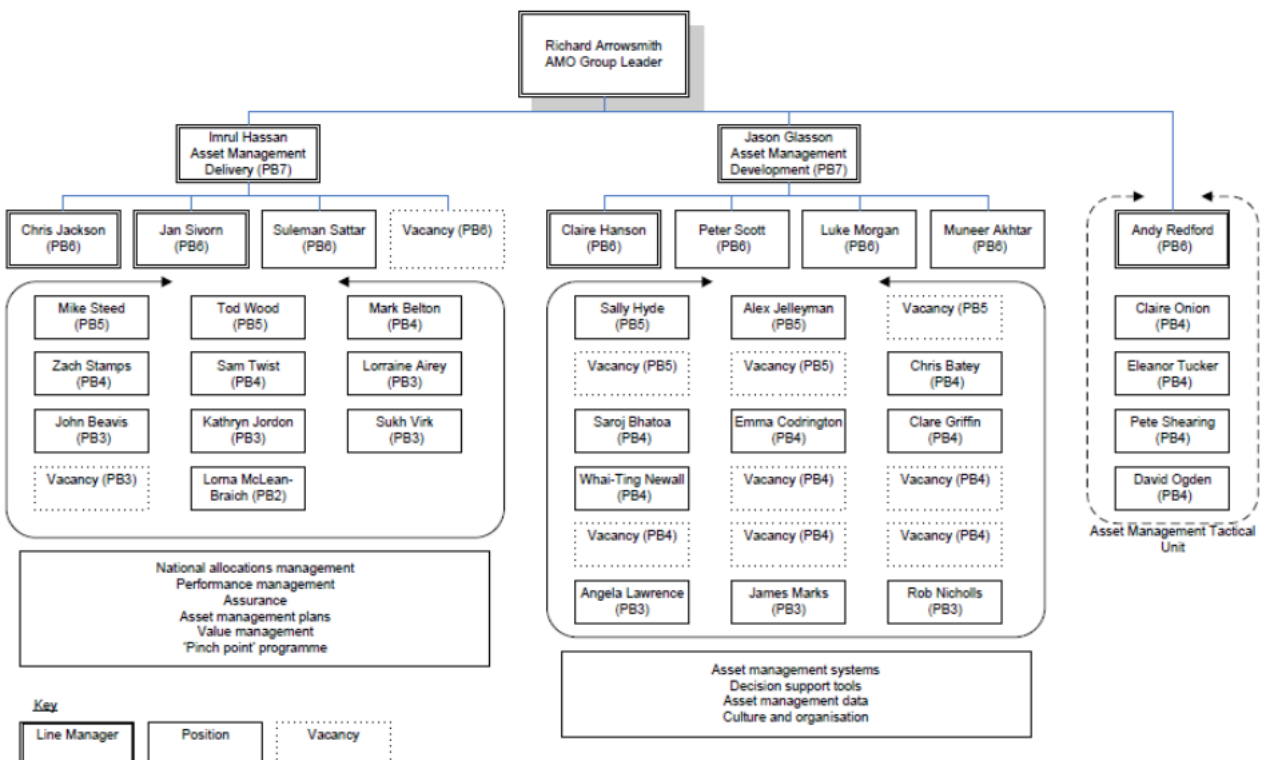 Richard Arrowsmith
AMO Group Leader
Imrul Hassan
Asset Management
Delivery (PB7)
Jason Glasson
Asset Management
Development (PB7)
Chris Jackson
(PB6)
Jan Sivorn
(PB6)
Suleman Sattar
(PB6)
Vacancy (PB6)
Claire Hanson
(PB6)
Peter Scott
(PB6)
Luke Morgan
(PB6)
Muneer Akhtar
(PB6)
Andy Redford
(PB6)
Mike Steed
(PB5)
Tod Wood
(PB5)
Mark Belton
(PB4)
Zach Stamps
(PB4)
Sam Twist
(PB4)
Lorraine Airey
(PB3)
John Beavis
(PB3)
Kathryn Jordon
(PB3)
Sukh Virk
(PB3)
Vacancy (PB3)
Lorna McLean-
Braich (PB2)
Sally Hyde
(PB5)
Alex Jelleyman
(PB5)
Vacancy (PB5
Vacancy (PB5)
Vacancy (PB5)
Chris Batey
(PB4)
Saroj Bhatoa
(PB4)
Emma Codrington
(PB4)
Clare Griffin
(PB4)
Whai-Ting Newall
(PB4)
Vacancy (PB4)
Vacancy (PB4)
Vacancy (PB4)
Vacancy (PB4)
Vacancy (PB4)
Angela Lawrence
(PB3)
James Marks
(PB3)
Rob Nicholls
(PB3)
Claire Onion
(PB4)
Eleanor Tucker
(PB4)
Pete Shearing
(PB4)
David Ogden
(PB4)
Asset Management Tactical
Unit
National allocations management
Performance management
Assurance
Asset management plans
Value management
'Pinch point' programme
Asset management systems
Decision support tools
Asset management data
Culture and organisation
Key
Line Manager
Position
Vacancy